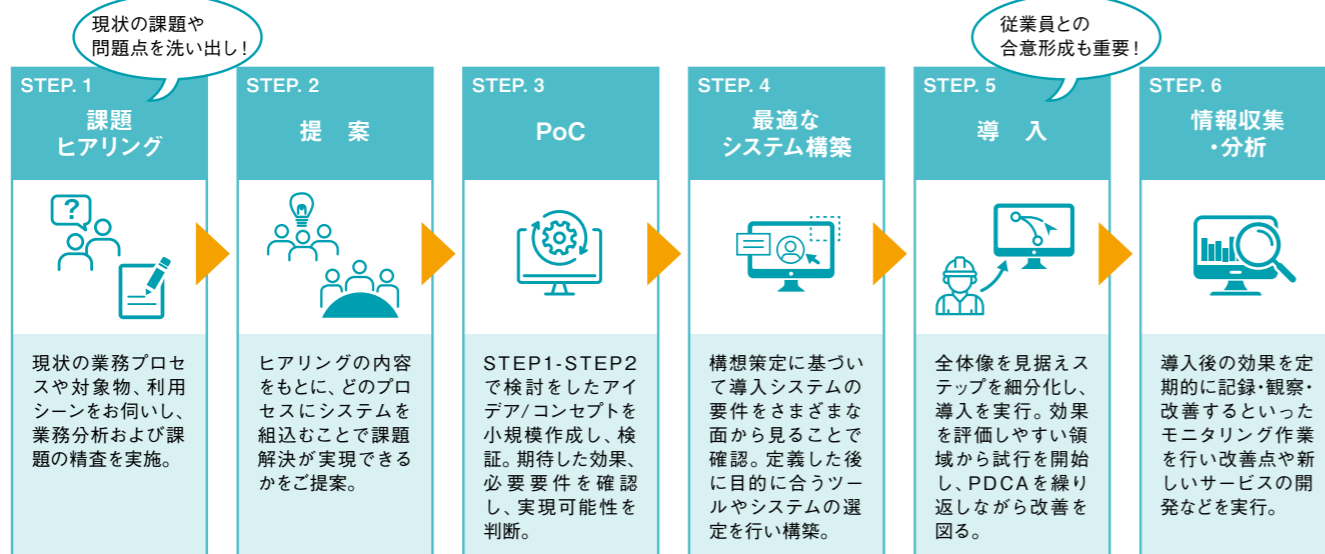 現状の課題や
問題点を洗い出し!
従業員との
合意形成も重要!
STEP. 1
課題
ヒアリング
?
現状の業務プロセ
スや対象物、利用
シーンをお伺いし、
業務分析および課
題の精査を実施。
STEP. 2
提 案
ヒアリングの内容
をもとに、どのプロ
セスにシステムを
組込むことで課題
解決が実現できる
かをご提案。
STEP. 3
PoC
STEP1-STEP2
で検討をしたアイ
デア/コンセプトを
小規模作成し、検
証。期待した効果、
必要要件を確認
し、実現可能性を
判断。
STEP. 4
最適な
システム構築
構想策定に基づい
て導入システムの
要件をさまざまな
面から見ることで
確認。定義した後
に目的に合うツー
ルやシステムの選
定を行い構築。
STEP. 5
導 入
全体像を見据えス
テップを細分化し、
導入を実行。効果
を評価しやすい領
域から試行を開始
し、PDCAを繰り
返しながら改善を
図る。
STEP. 6
情報収集
・分析
導入後の効果を定
期的に記録・観察・
改善するといった
モニタリング作業
を行い改善点や新
しいサービスの開
発などを実行。